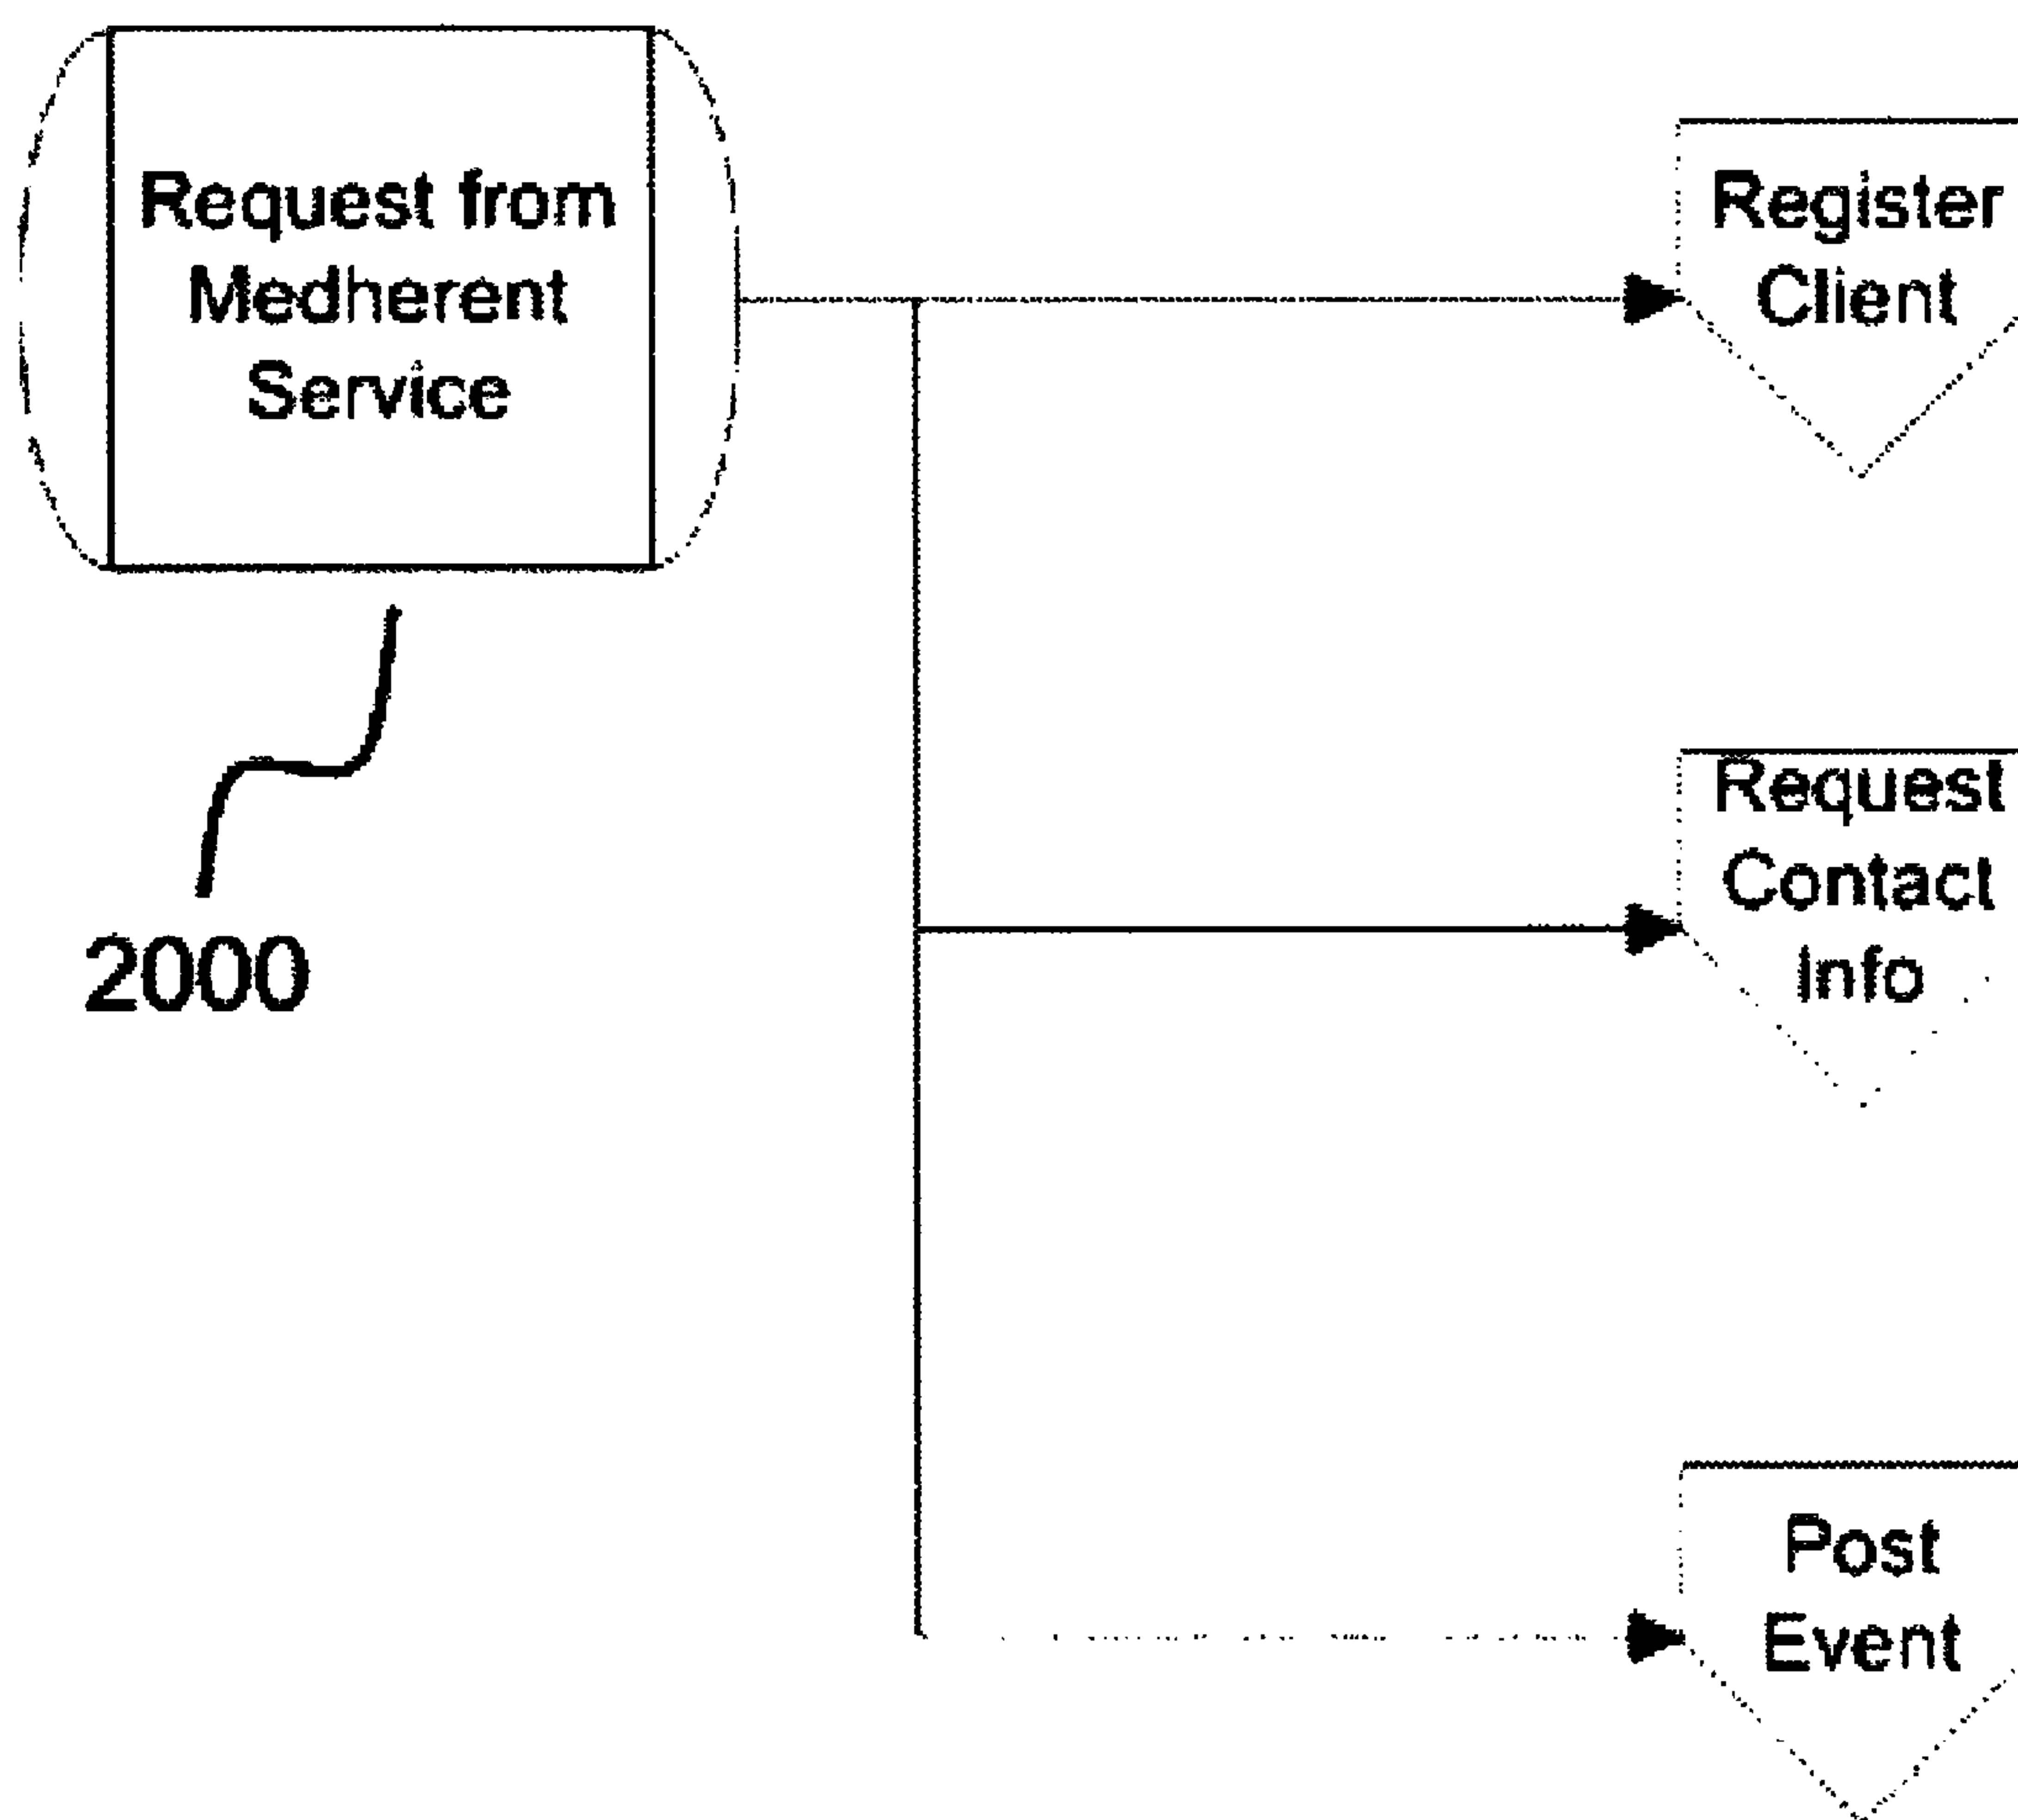 Request from
Medherent
Service
2000
Register
Client
Request
Contact
Info
Post
Event